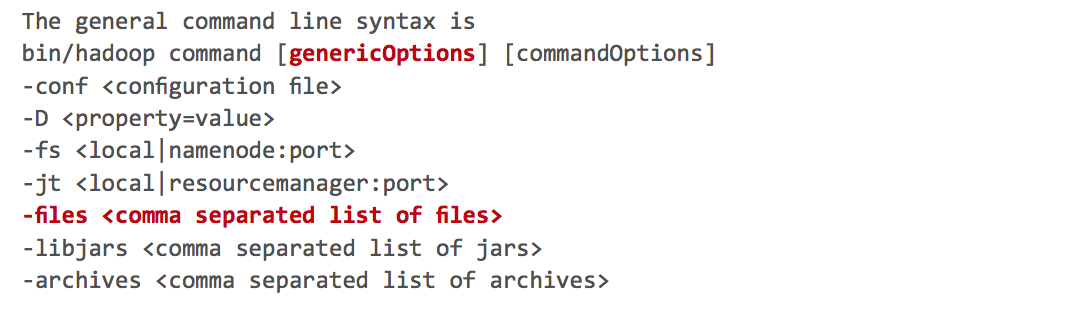 The general command line syntax is
bin/hadoop command [genericOptions] [commandOptions]
-conf <configuration file>
-D <property=value>
-fs <local|namenode:port>
-jt <local|resourcemanager:port>
-files <comma separated list of files>
-libjars <comma separated list of jars>
-archives <comma separated list of archives>